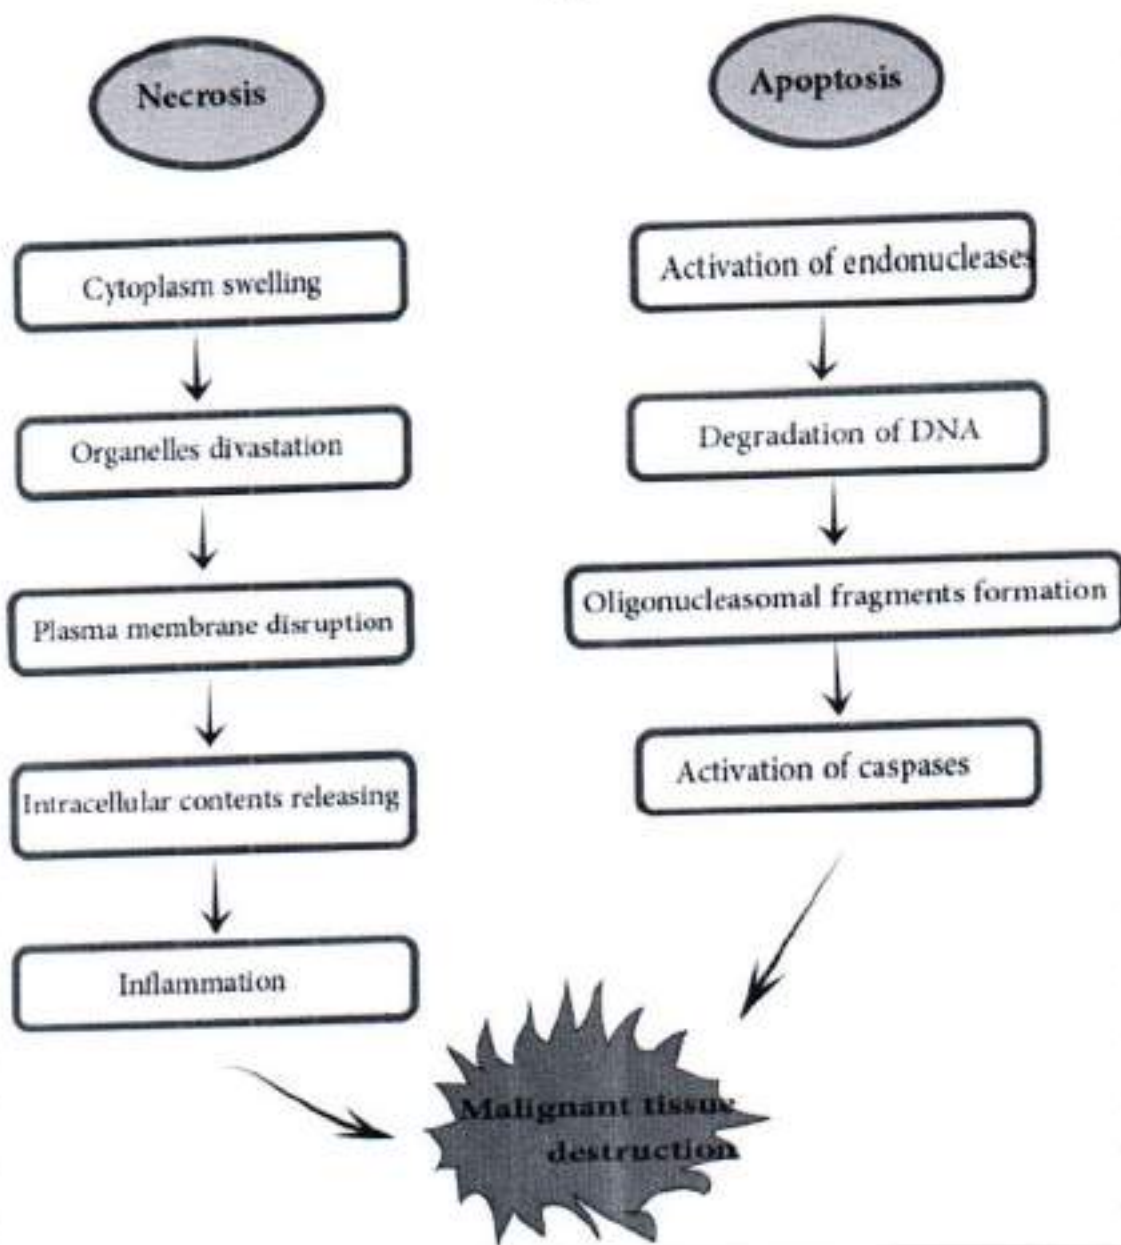 Necrosis
Cytoplasm swelling
Organelles divastation
Plasma membrane disruption
Intracellular contents releasing
Inflammation
Apoptosis
Activation of endonucleases
Degradation of DNA
Oligonucleasomal fragments formation
Activation of caspases
Malignant tissue
destruction